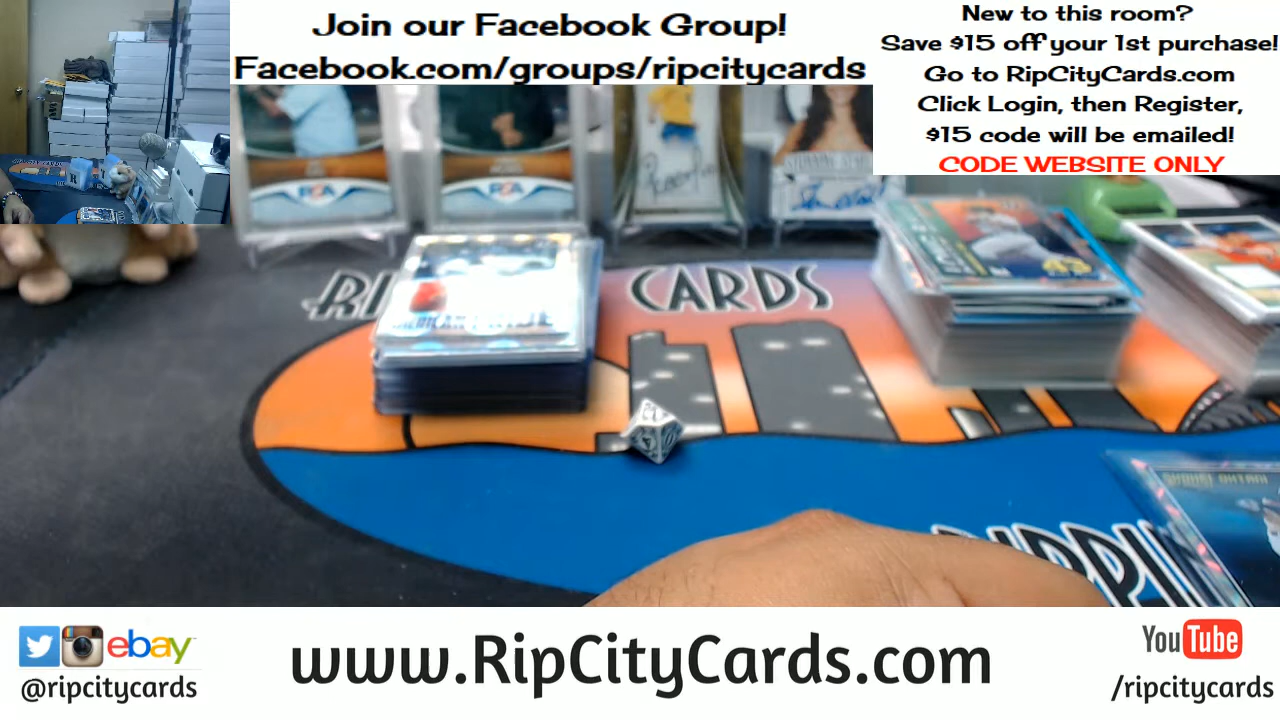 Join our Facebook Group!
Facebook.com/groups/ripcitycards
New to this room?
Save $15 off your 1st purchase!
Go to RipCityCards.com
Click Login, then Register,
$15 code will be emailed!
CODE WEBSITE ONLY
CARDS
ebay
@ripcitycards
www.RipCityCards.com
YouTube
/ripcitycards